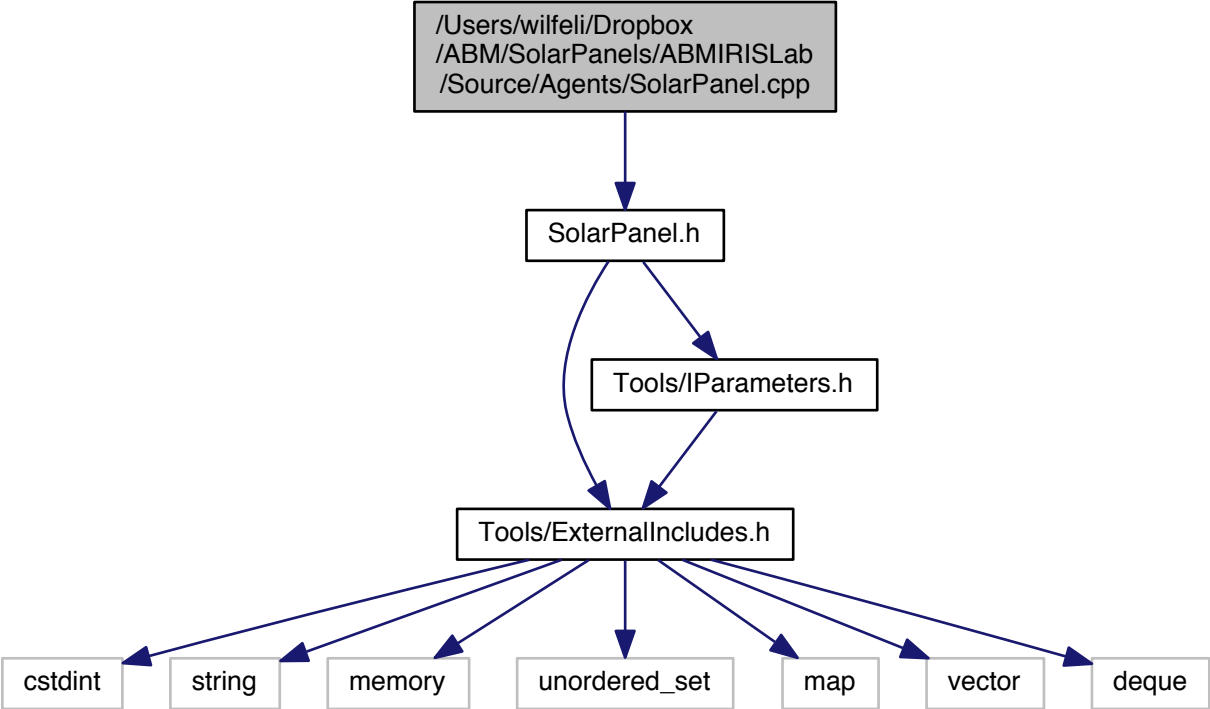 /Users/wilfeli/Dropbox
/ABM/SolarPanels/ABMIRISLab
/Source/Agents/SolarPanel.cpp
SolarPanel.h
Tools/IParameters.h
Tools/ExternalIncludes.h
cstdint
string
memory
unordered_set
map
vector
deque